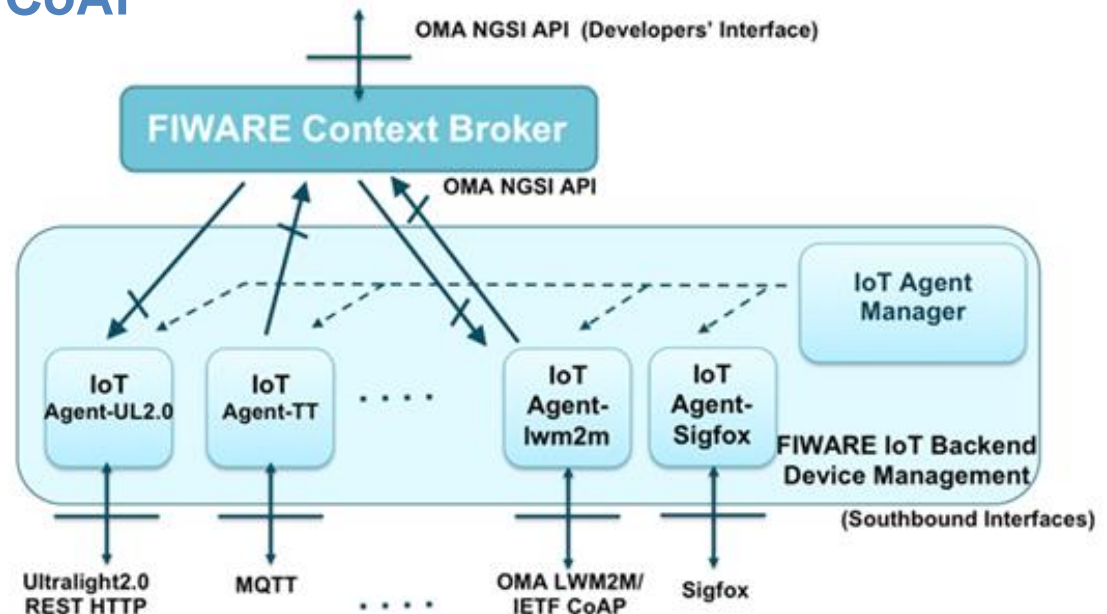 CoAP
OMA NGSI API (Developers' Interface)
FIWARE Context Broker
OMA NGSI API
IoT Agent
Manager
IoT
Agent-UL2.0
IoT
Agent-TT
. . . .
IoT
Agent-
lwm2m
IoT
Agent-
Sigfox
FIWARE IoT Backend
Device Management
(Southbound Interfaces)
Ultralight2.0
REST HTTP
MQTT
. . . .
OMA LWM2M/
IETF CoAP
Sigfox